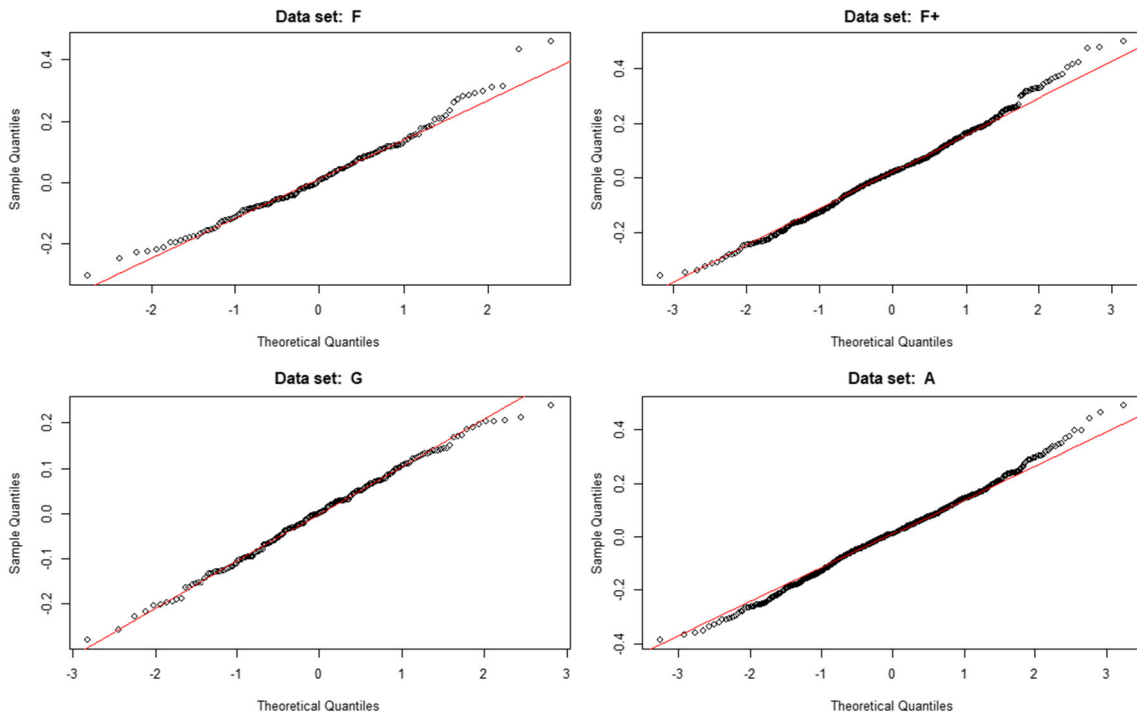 Data set: F
Sample Quantiles
0.4
0.2
0.0
-0.2
-2 -1 0 1 2
Theoretical Quantiles
Data set: F+
Sample Quantiles
0.4
0.2
0.0
-0.2
-3 -2 -1 0 1 2 3
Theoretical Quantiles
Data set: G
Sample Quantiles
0.2
0.1
0.0
-0.1
-0.2
-3 -2 -1 0 1 2 3
Theoretical Quantiles
Data set: A
Sample Quantiles
0.4
0.2
0.0
-0.2
-0.4
-3 -2 -1 0 1 2 3
Theoretical Quantiles